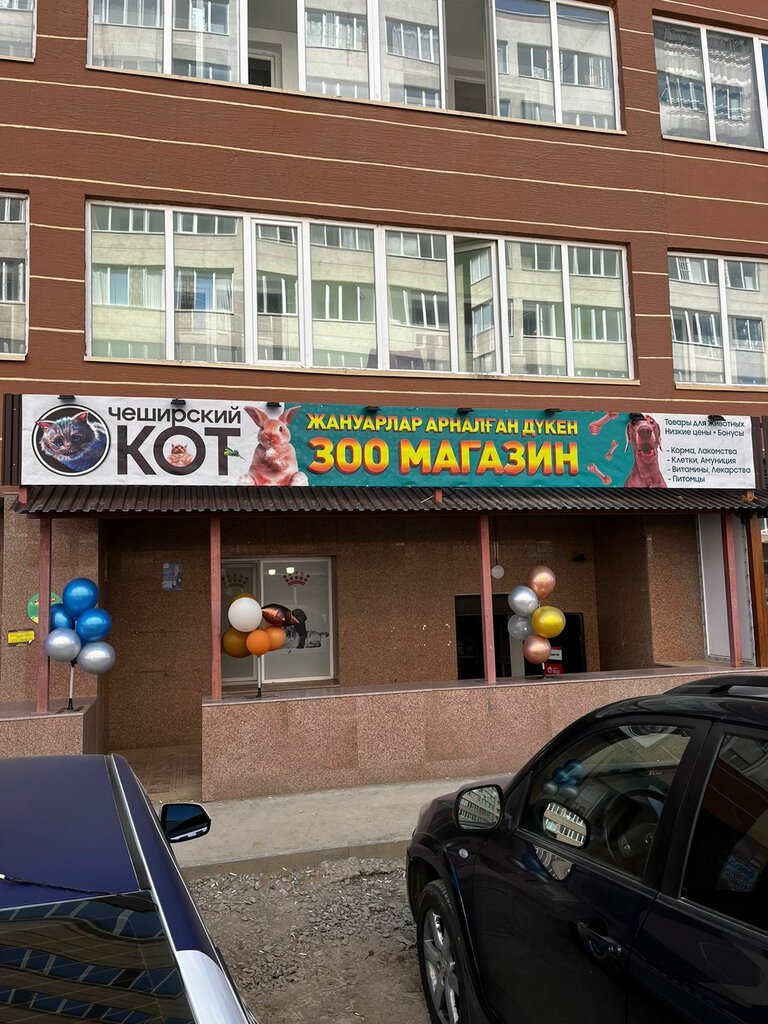 чеширский
КОТ
ЖАНУАРЛАР АРНАЛҒАН ДҮКЕН
ЗОО МАГАЗИН
Товары для животных
Низкие цены + Бонусы
- Корма, Лакомства
- Клетки, Амуниция
- Витамины, Лекарства
- Питомцы